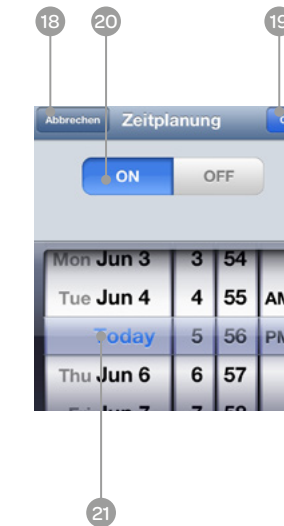 18 20 19
Abbrechen Zeitplanung
ON OFF
Mon Jun 3 3 54
Tue Jun 4 4 55 AM
Today 5 56 PM
Thu Jun 6 6 57
21